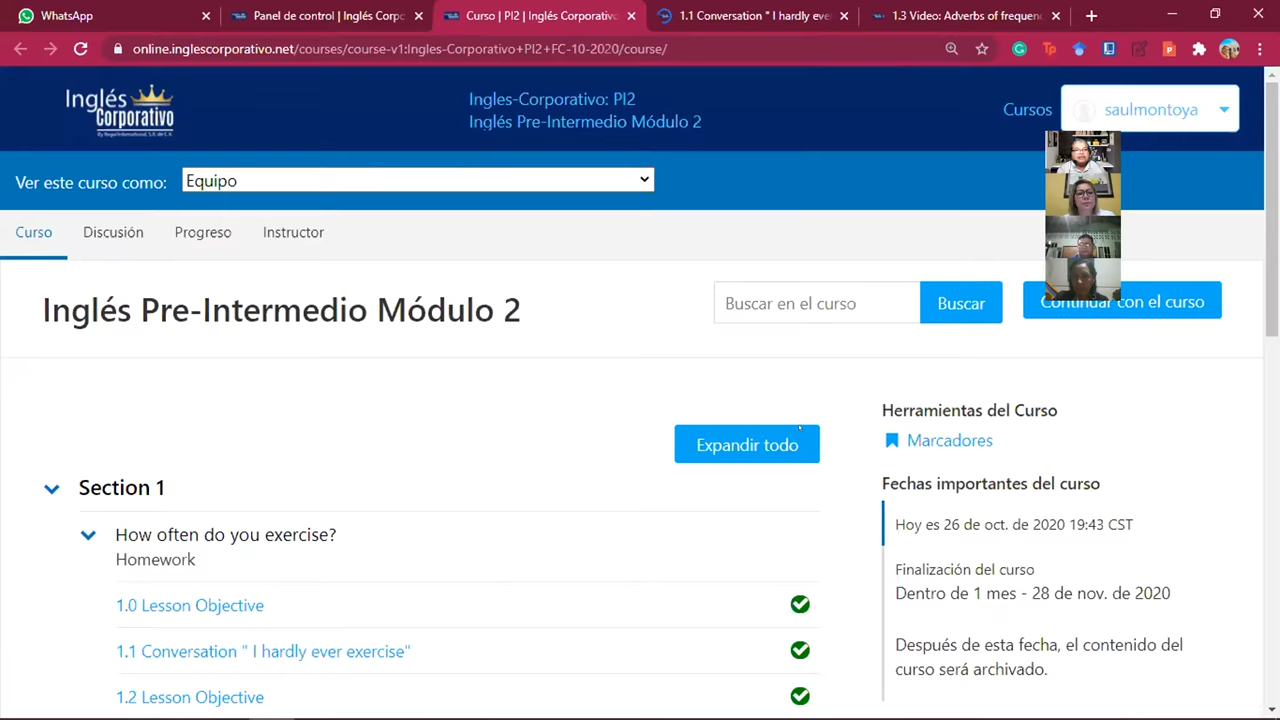 WhatsApp
Panel de control | Inglés Corpc
Curso | PI2 | Inglés Corporativo
1.1 Conversation " I hardly eve
1.3 Video: Adverbs of frequenc
online.inglescorporativo.net/courses/course-v1:Ingles-Corporativo+PI2+FC-10-2020/course/
Inglés
Corporativo
Ingles-Corporativo: PI2
Inglés Pre-Intermedio Módulo 2
Cursos
saulmontoya
Ver este curso como:
Equipo
Curso
Discusión
Progreso
Instructor
Inglés Pre-Intermedio Módulo 2
Buscar en el curso
Buscar
Continuar con el curso
Expandir todo
Herramientas del Curso
Marcadores
Fechas importantes del curso
Hoy es 26 de oct. de 2020 19:43 CST
Finalización del curso
Dentro de 1 mes - 28 de nov. de 2020
Después de esta fecha, el contenido del
curso será archivado.
Section 1
How often do you exercise?
Homework
1.0 Lesson Objective
1.1 Conversation " I hardly ever exercise"
1.2 Lesson Objective